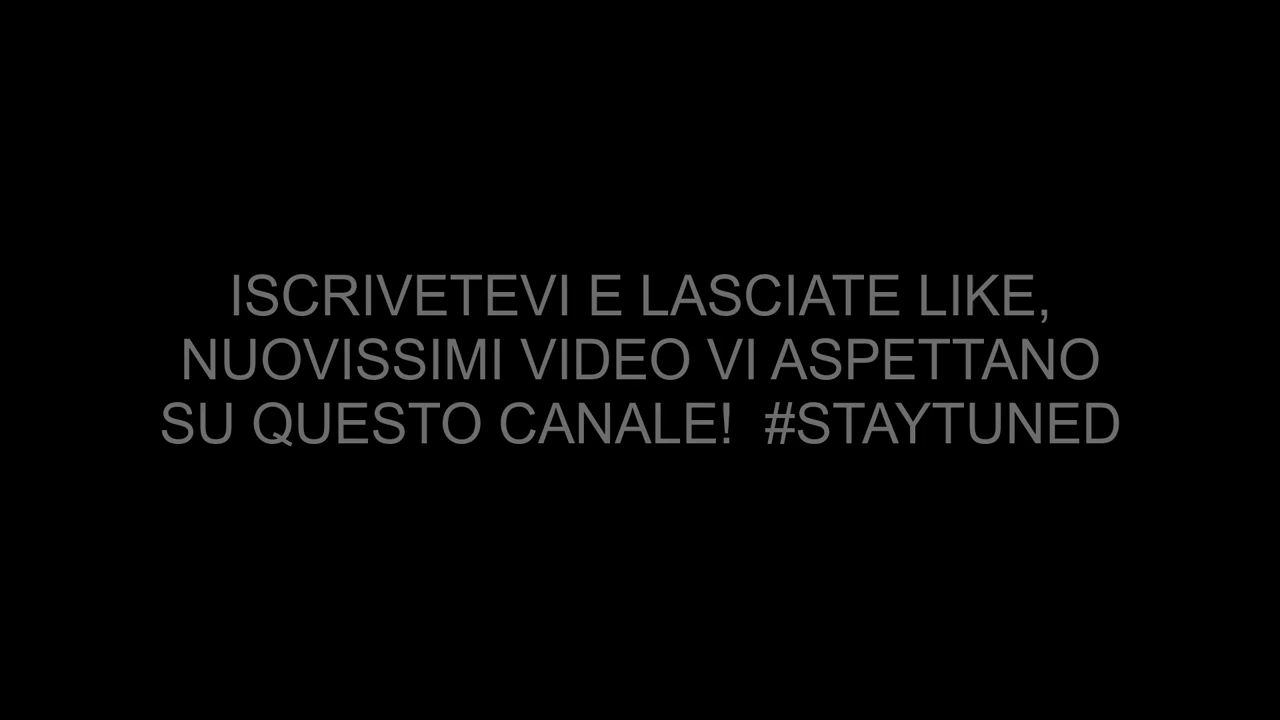 ISCRIVETEVI E LASCIATE LIKE,
NUOVISSIMI VIDEO VI ASPETTANO
SU QUESTO CANALE!  #STAYTUNED